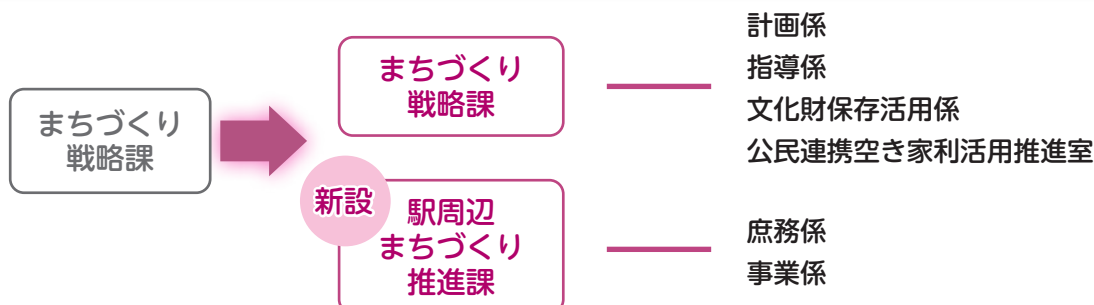 まちづくり
戦略課
まちづくり
戦略課
計画係
指導係
文化財保存活用係
公民連携空き家利活用推進室
新設
駅周辺
まちづくり
推進課
庶務係
事業係